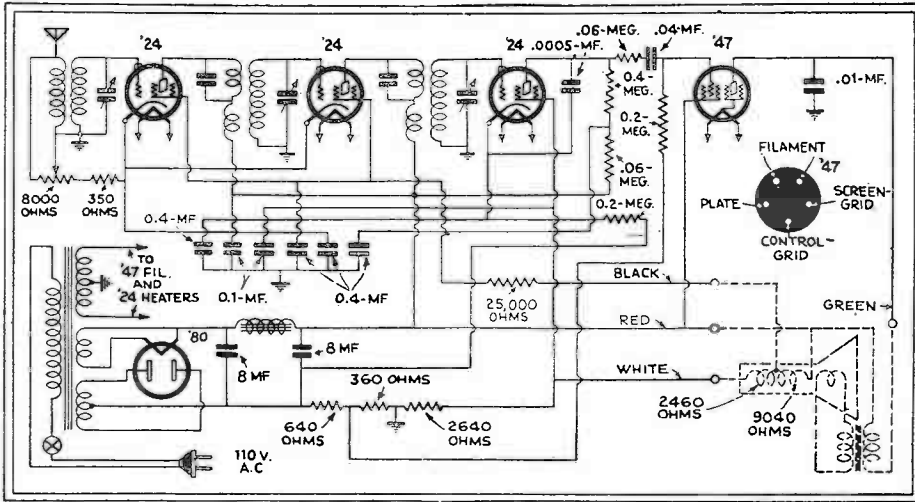 '24
'24
'24
.0005-MF.
.06-MEG.
.04-MF.
'47
0.4-
MEG.
0.2-
MEG.
.06-
MEG.
0.2-MEG.
.01-MF.
FILAMENT
'47
PLATE
SCREEN-
GRID
CONTROL-
GRID
8000
OHMS
350
OHMS
0.4-MF
0.1-MF.
0.4-MF
TO
'47 FIL.
AND
'24 HEATERS
25,000
OHMS
BLACK
RED
WHITE
GREEN
'80
8 MF
8 MF
360 OHMS
640
OHMS
2640
OHMS
2460
OHMS
9040
OHMS
110 V.
A.C